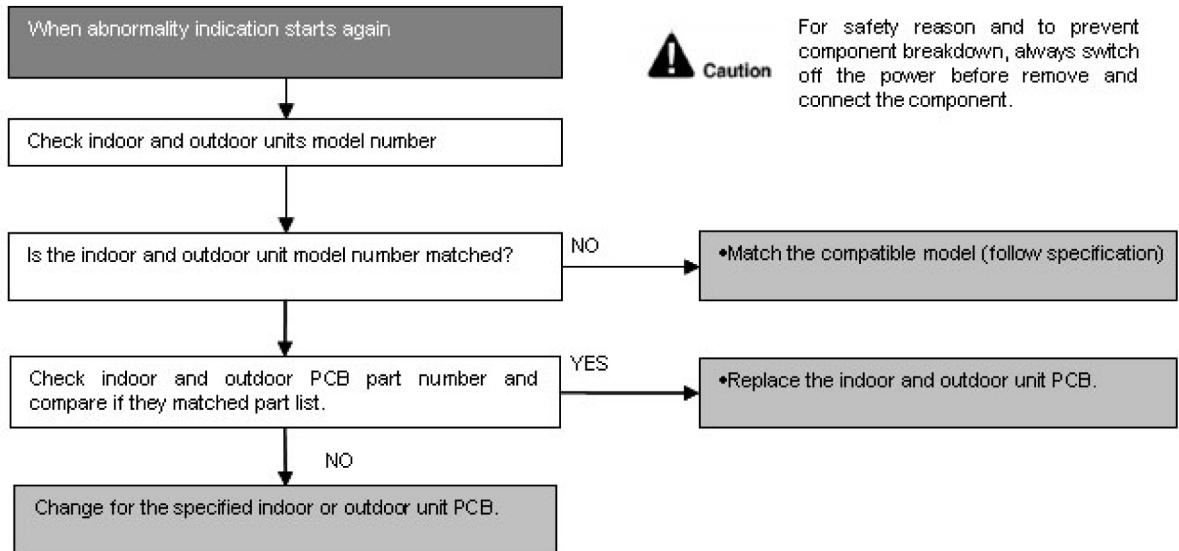 When abnormality indication starts again
For safety reason and to prevent
component breakdown, always switch
off the power before remove and
connect the component.
Caution
Check indoor and outdoor units model number
Is the indoor and outdoor unit model number matched?
NO
•Match the compatible model (follow specification)
Check indoor and outdoor PCB part number and
compare if they matched part list.
YES
•Replace the indoor and outdoor unit PCB.
NO
Change for the specified indoor or outdoor unit PCB.